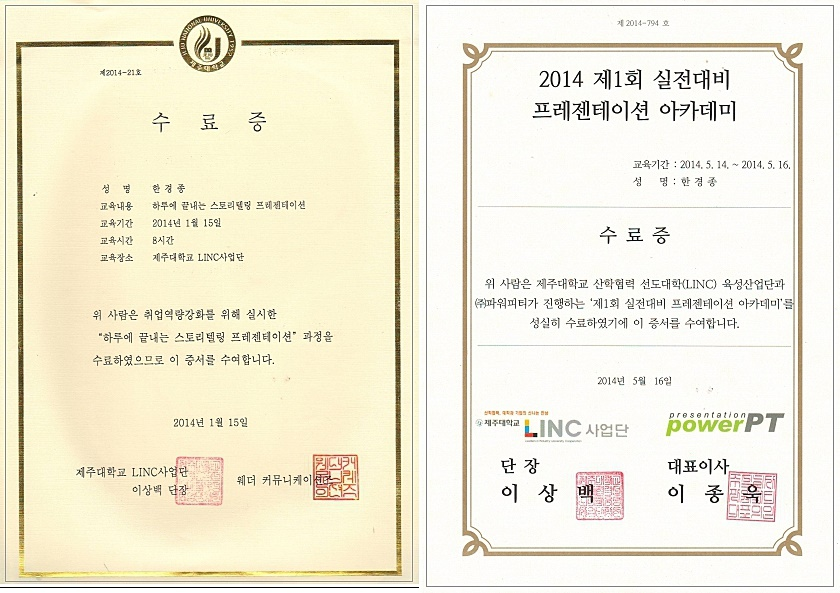 JEJU NATIONAL UNIVERSITY 1952
제주대학교
제2014-21호
수 료 증
성 명 한 경 종
교육내용 하루에 끝내는 스토리텔링 프레젠테이션
교육기간 2014년 1월 15일
교육시간 8시간
교육장소 제주대학교 LINC사업단
위 사람은 취업역량강화를 위해 실시한
"하루에 끝내는 스토리텔링 프레젠테이션" 과정을
수료하였으므로 이 증서를 수여합니다.
2014년 1월 15일
제주대학교 LINC사업단
이상백 단장
웨더 커뮤니케이션즈
제 2014-794 호
2014 제1회 실전대비
프레젠테이션 아카데미
교육기간 : 2014. 5. 14. ~ 2014. 5. 16.
성 명 : 한 경 종
수 료 증
위 사람은 제주대학교 산학협력 선도대학(LINC) 육성산업단과
㈜파워피티가 진행하는 '제1회 실전대비 프레젠테이션 아카데미'를
성실히 수료하였기에 이 증서를 수여합니다.
2014년 5월 16일
제주대학교 LINC 사업단
presentation
powerPT
단 장
이 상 백
대표이사
이 종 욱